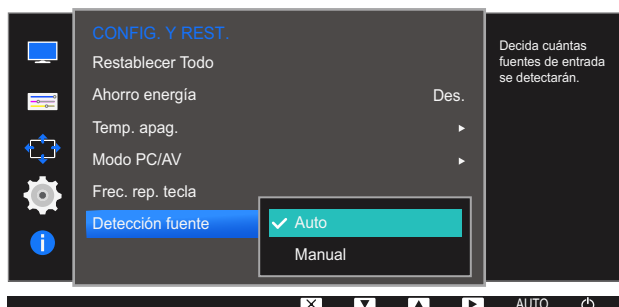 CONFIG. Y REST.
Restablecer Todo
Ahorro energía Des.
Temp. apag.
Modo PC/AV
Frec. rep. tecla
Detección fuente
Auto
Manual
Decida cuántas
fuentes de entrada
se detectarán.
AUTO